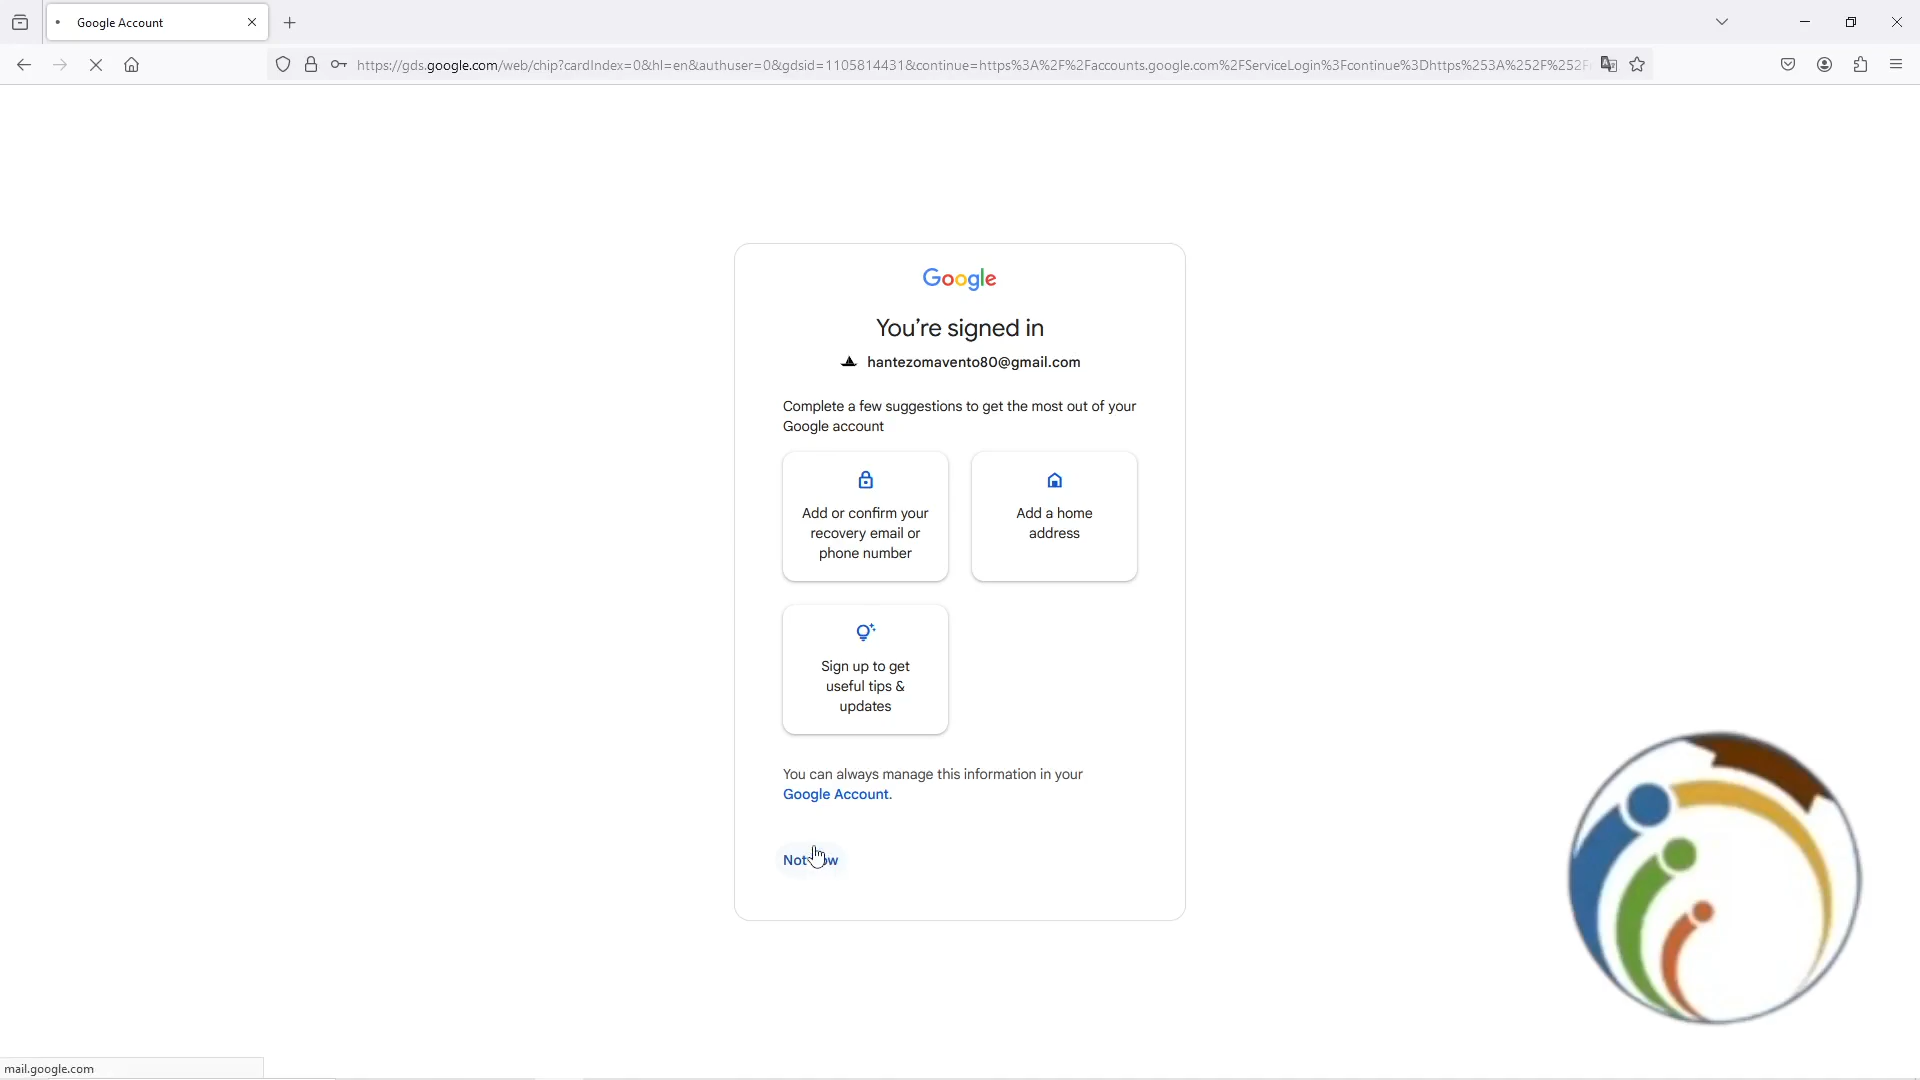 Google Account
https://gds.google.com/web/chip?cardIndex=0&hl=en&authuser=0&gdsid=1105814431&continue=https%3A%2F%2Faccounts.google.com%2FServiceLogin%3Fcontinue%3Dhttps%253A%252F%252F
Google
You’re signed in
hantezomavento80@gmail.com
Complete a few suggestions to get the most out of your
Google account
Add or confirm your
recovery email or
phone number
Add a home
address
Sign up to get
useful tips &
updates
You can always manage this information in your
Google Account.
Not
mail.google.com